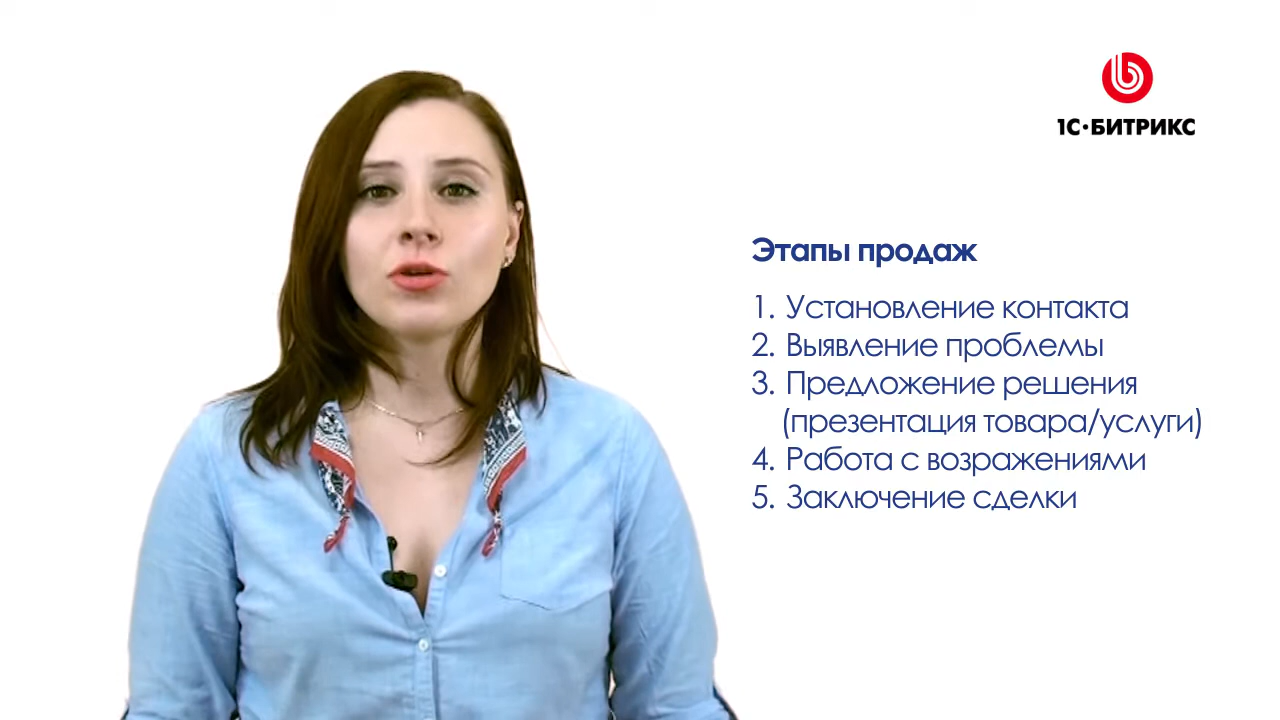 1С·БИТРИКС
Этапы продаж
1. Установление контакта
2. Выявление проблемы
3. Предложение решения
(презентация товара/услуги)
4. Работа с возражениями
5. Заключение сделки